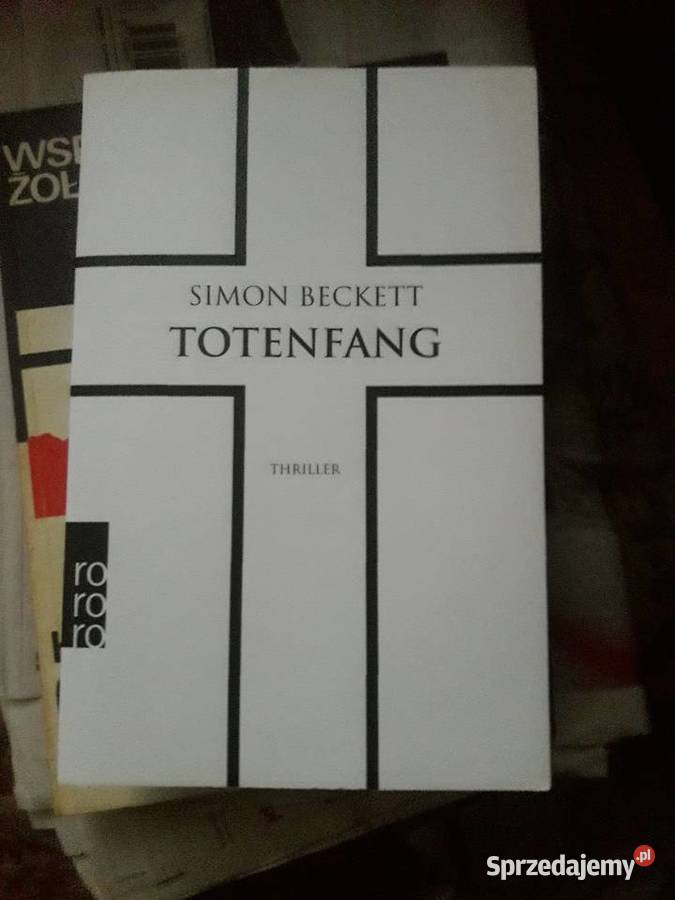 WSP
ŻOŁ
SIMON BECKETT
TOTENFANG
THRILLER
ro
ro
ro
Sprzedajemy.pl